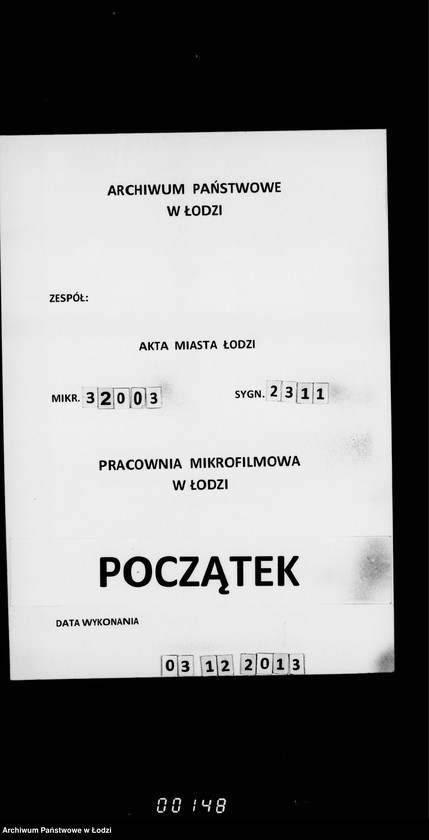 ARCHIWUM PAŃSTWOWE
W ŁODZI
ZESPÓŁ:
AKTA MIASTA ŁODZI
MIKR. 32003 SYGN. 2311
PRACOWNIA MIKROFILMOWA
W ŁODZI
POCZĄTEK
DATA WYKONANIA
03 12 2013
00148
Archiwum Państwowe w Łodzi